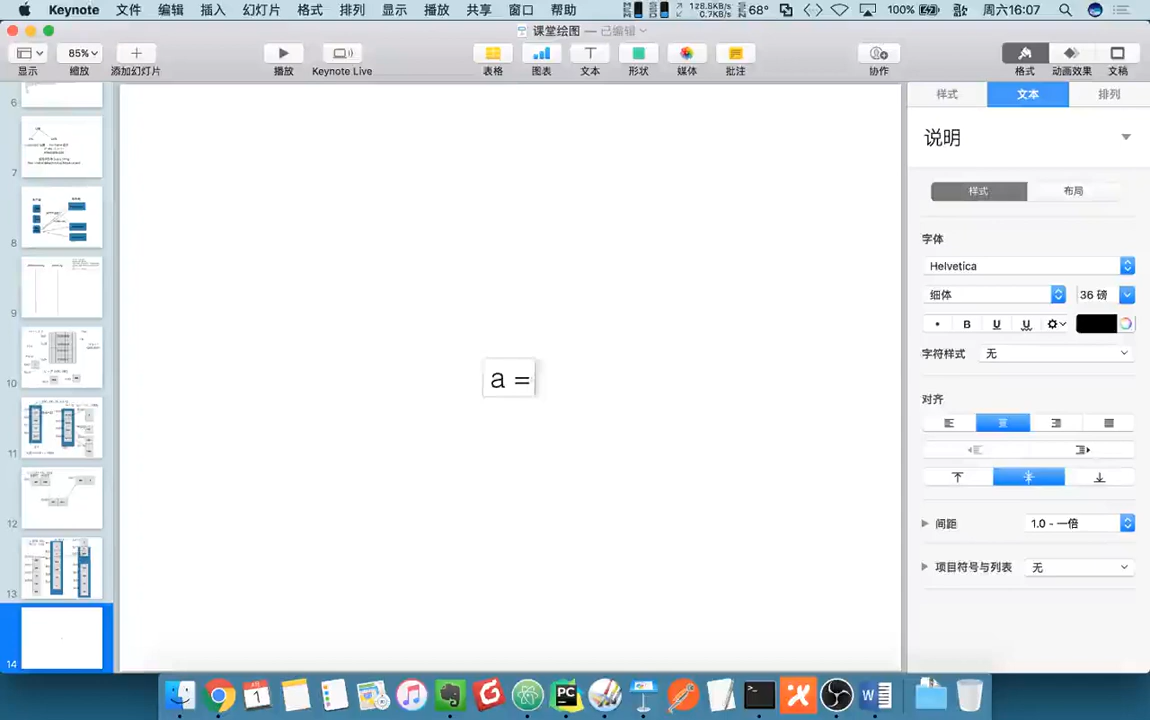 Keynote 文件 编辑 插入 幻灯片 格式 排列 显示 播放 共享 窗口 帮助 128.5KB/s 0.7KB/s 68° 100% 周六16:07
课堂绘图 — 已编辑
85%
显示 缩放 添加幻灯片 播放 Keynote Live 表格 图表 文本 形状 媒体 批注 协作 格式 动画效果 文稿
样式 文本 排列
说明
样式 布局
字体
Helvetica
细体 36 磅
B U U
字符样式 无
a =
对齐
间距 1.0 - 一倍
项目符号与列表 无
6
7
8
9
10
11
12
13
14
1
PC
W